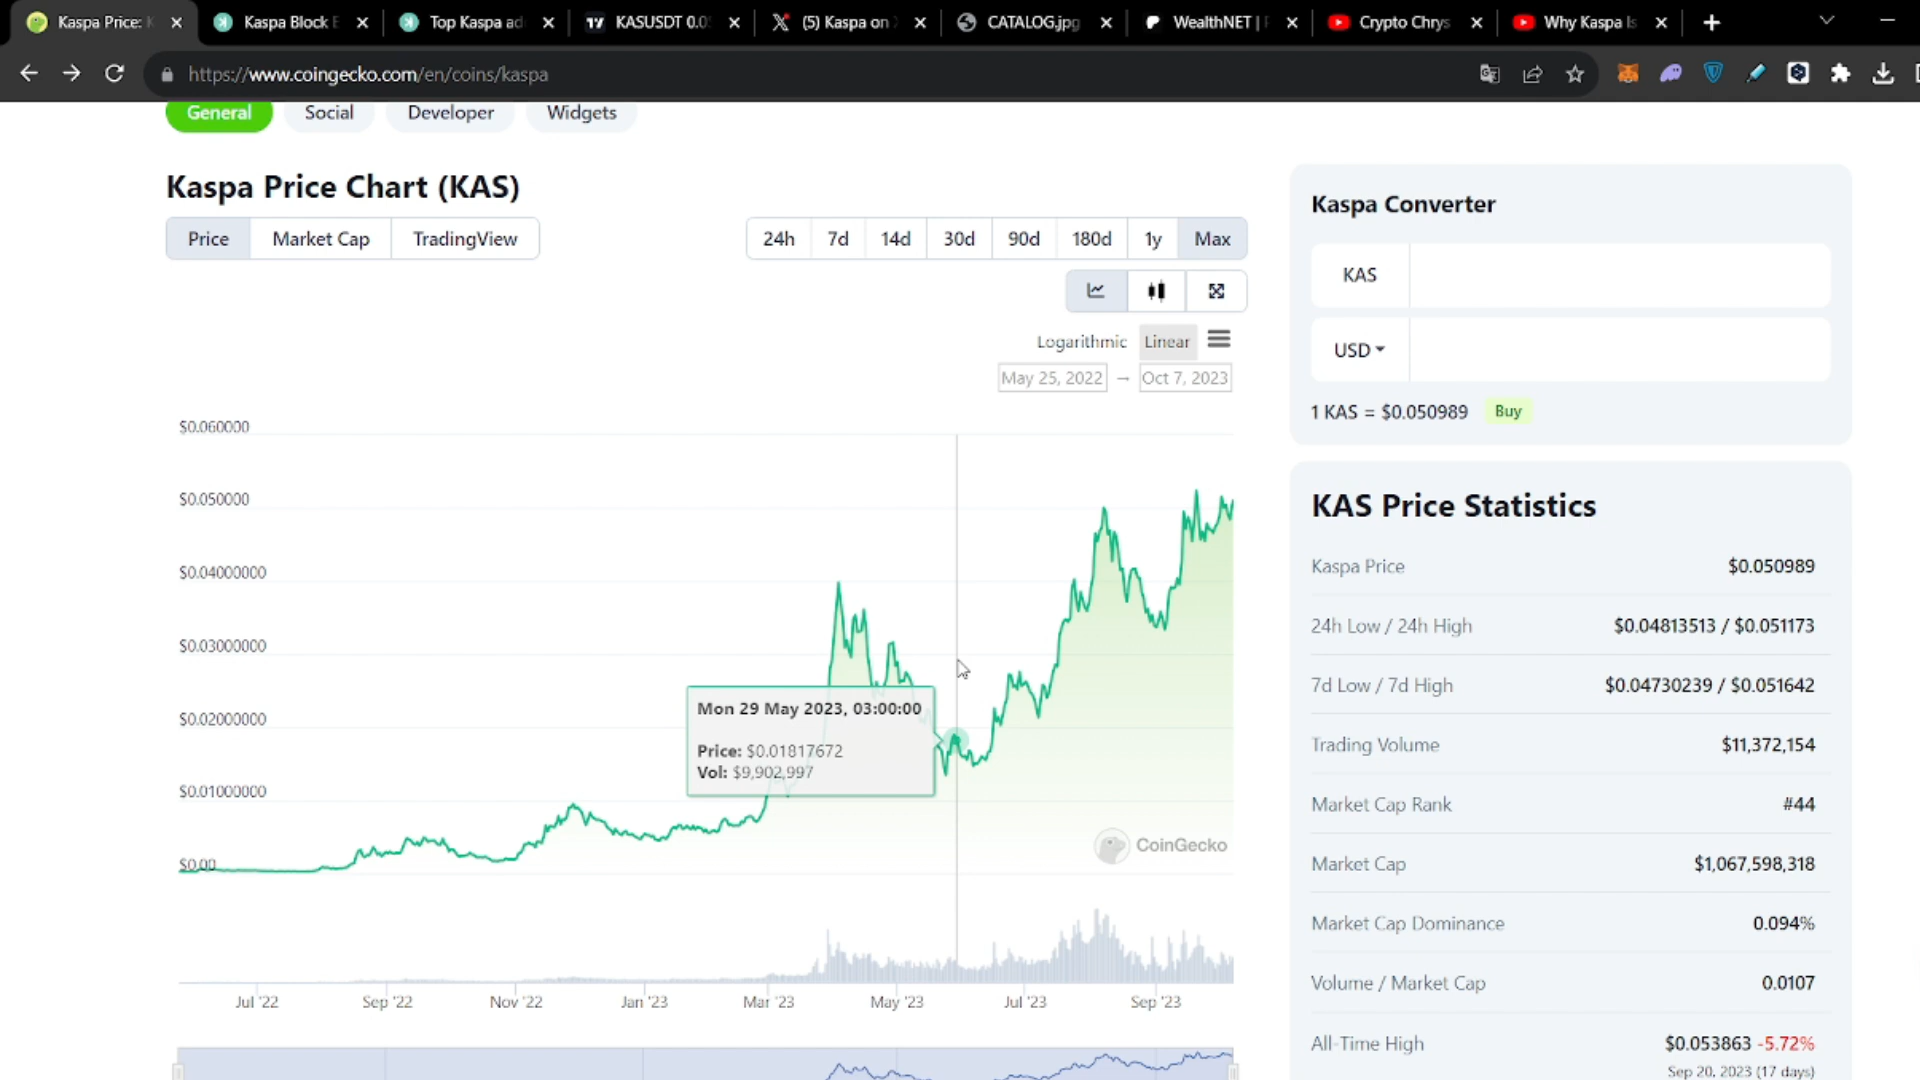 Kaspa Price: K
Kaspa Block E
Top Kaspa ad
KASUSDT 0.0
(5) Kaspa on
CATALOG.jpg
WealthNET |
Crypto Chrys
Why Kaspa Is
https://www.coingecko.com/en/coins/kaspa
General
Social
Developer
Widgets
Kaspa Price Chart (KAS)
Price
Market Cap
TradingView
24h
7d
14d
30d
90d
180d
1y
Max
Logarithmic
Linear
May 25, 2022 → Oct 7, 2023
$0.060000
$0.050000
$0.04000000
$0.03000000
$0.02000000
$0.01000000
$0.00
Mon 29 May 2023, 03:00:00
Price: $0.01817672
Vol: $9,902,997
CoinGecko
Jul '22
Sep '22
Nov '22
Jan '23
Mar '23
May '23
Jul '23
Sep '23
Kaspa Converter
KAS
USD
1 KAS = $0.050989
Buy
KAS Price Statistics
Kaspa Price
$0.050989
24h Low / 24h High
$0.04813513 / $0.051173
7d Low / 7d High
$0.04730239 / $0.051642
Trading Volume
$11,372,154
Market Cap Rank
#44
Market Cap
$1,067,598,318
Market Cap Dominance
0.094%
Volume / Market Cap
0.0107
All-Time High
$0.053863 -5.72%
Sep 20, 2023 (17 days)